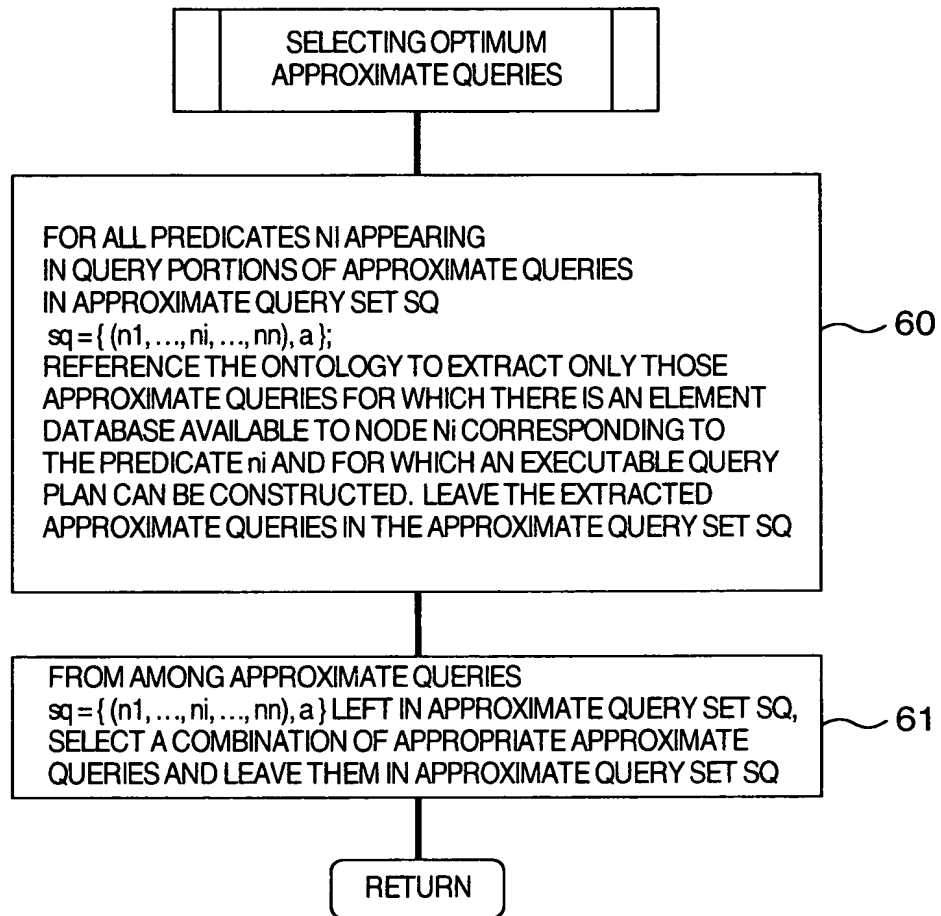 SELECTING OPTIMUM
APPROXIMATE QUERIES
FOR ALL PREDICATES NI APPEARING
IN QUERY PORTIONS OF APPROXIMATE QUERIES
IN APPROXIMATE QUERY SET SQ
sq = { (n1, ..., ni, ..., nn), a };
REFERENCE THE ONTOLOGY TO EXTRACT ONLY THOSE
APPROXIMATE QUERIES FOR WHICH THERE IS AN ELEMENT
DATABASE AVAILABLE TO NODE Ni CORRESPONDING TO
THE PREDICATE ni AND FOR WHICH AN EXECUTABLE QUERY
PLAN CAN BE CONSTRUCTED. LEAVE THE EXTRACTED
APPROXIMATE QUERIES IN THE APPROXIMATE QUERY SET SQ
60
FROM AMONG APPROXIMATE QUERIES
sq = { (n1, ..., ni, ..., nn), a } LEFT IN APPROXIMATE QUERY SET SQ,
SELECT A COMBINATION OF APPROPRIATE APPROXIMATE
QUERIES AND LEAVE THEM IN APPROXIMATE QUERY SET SQ
61
RETURN